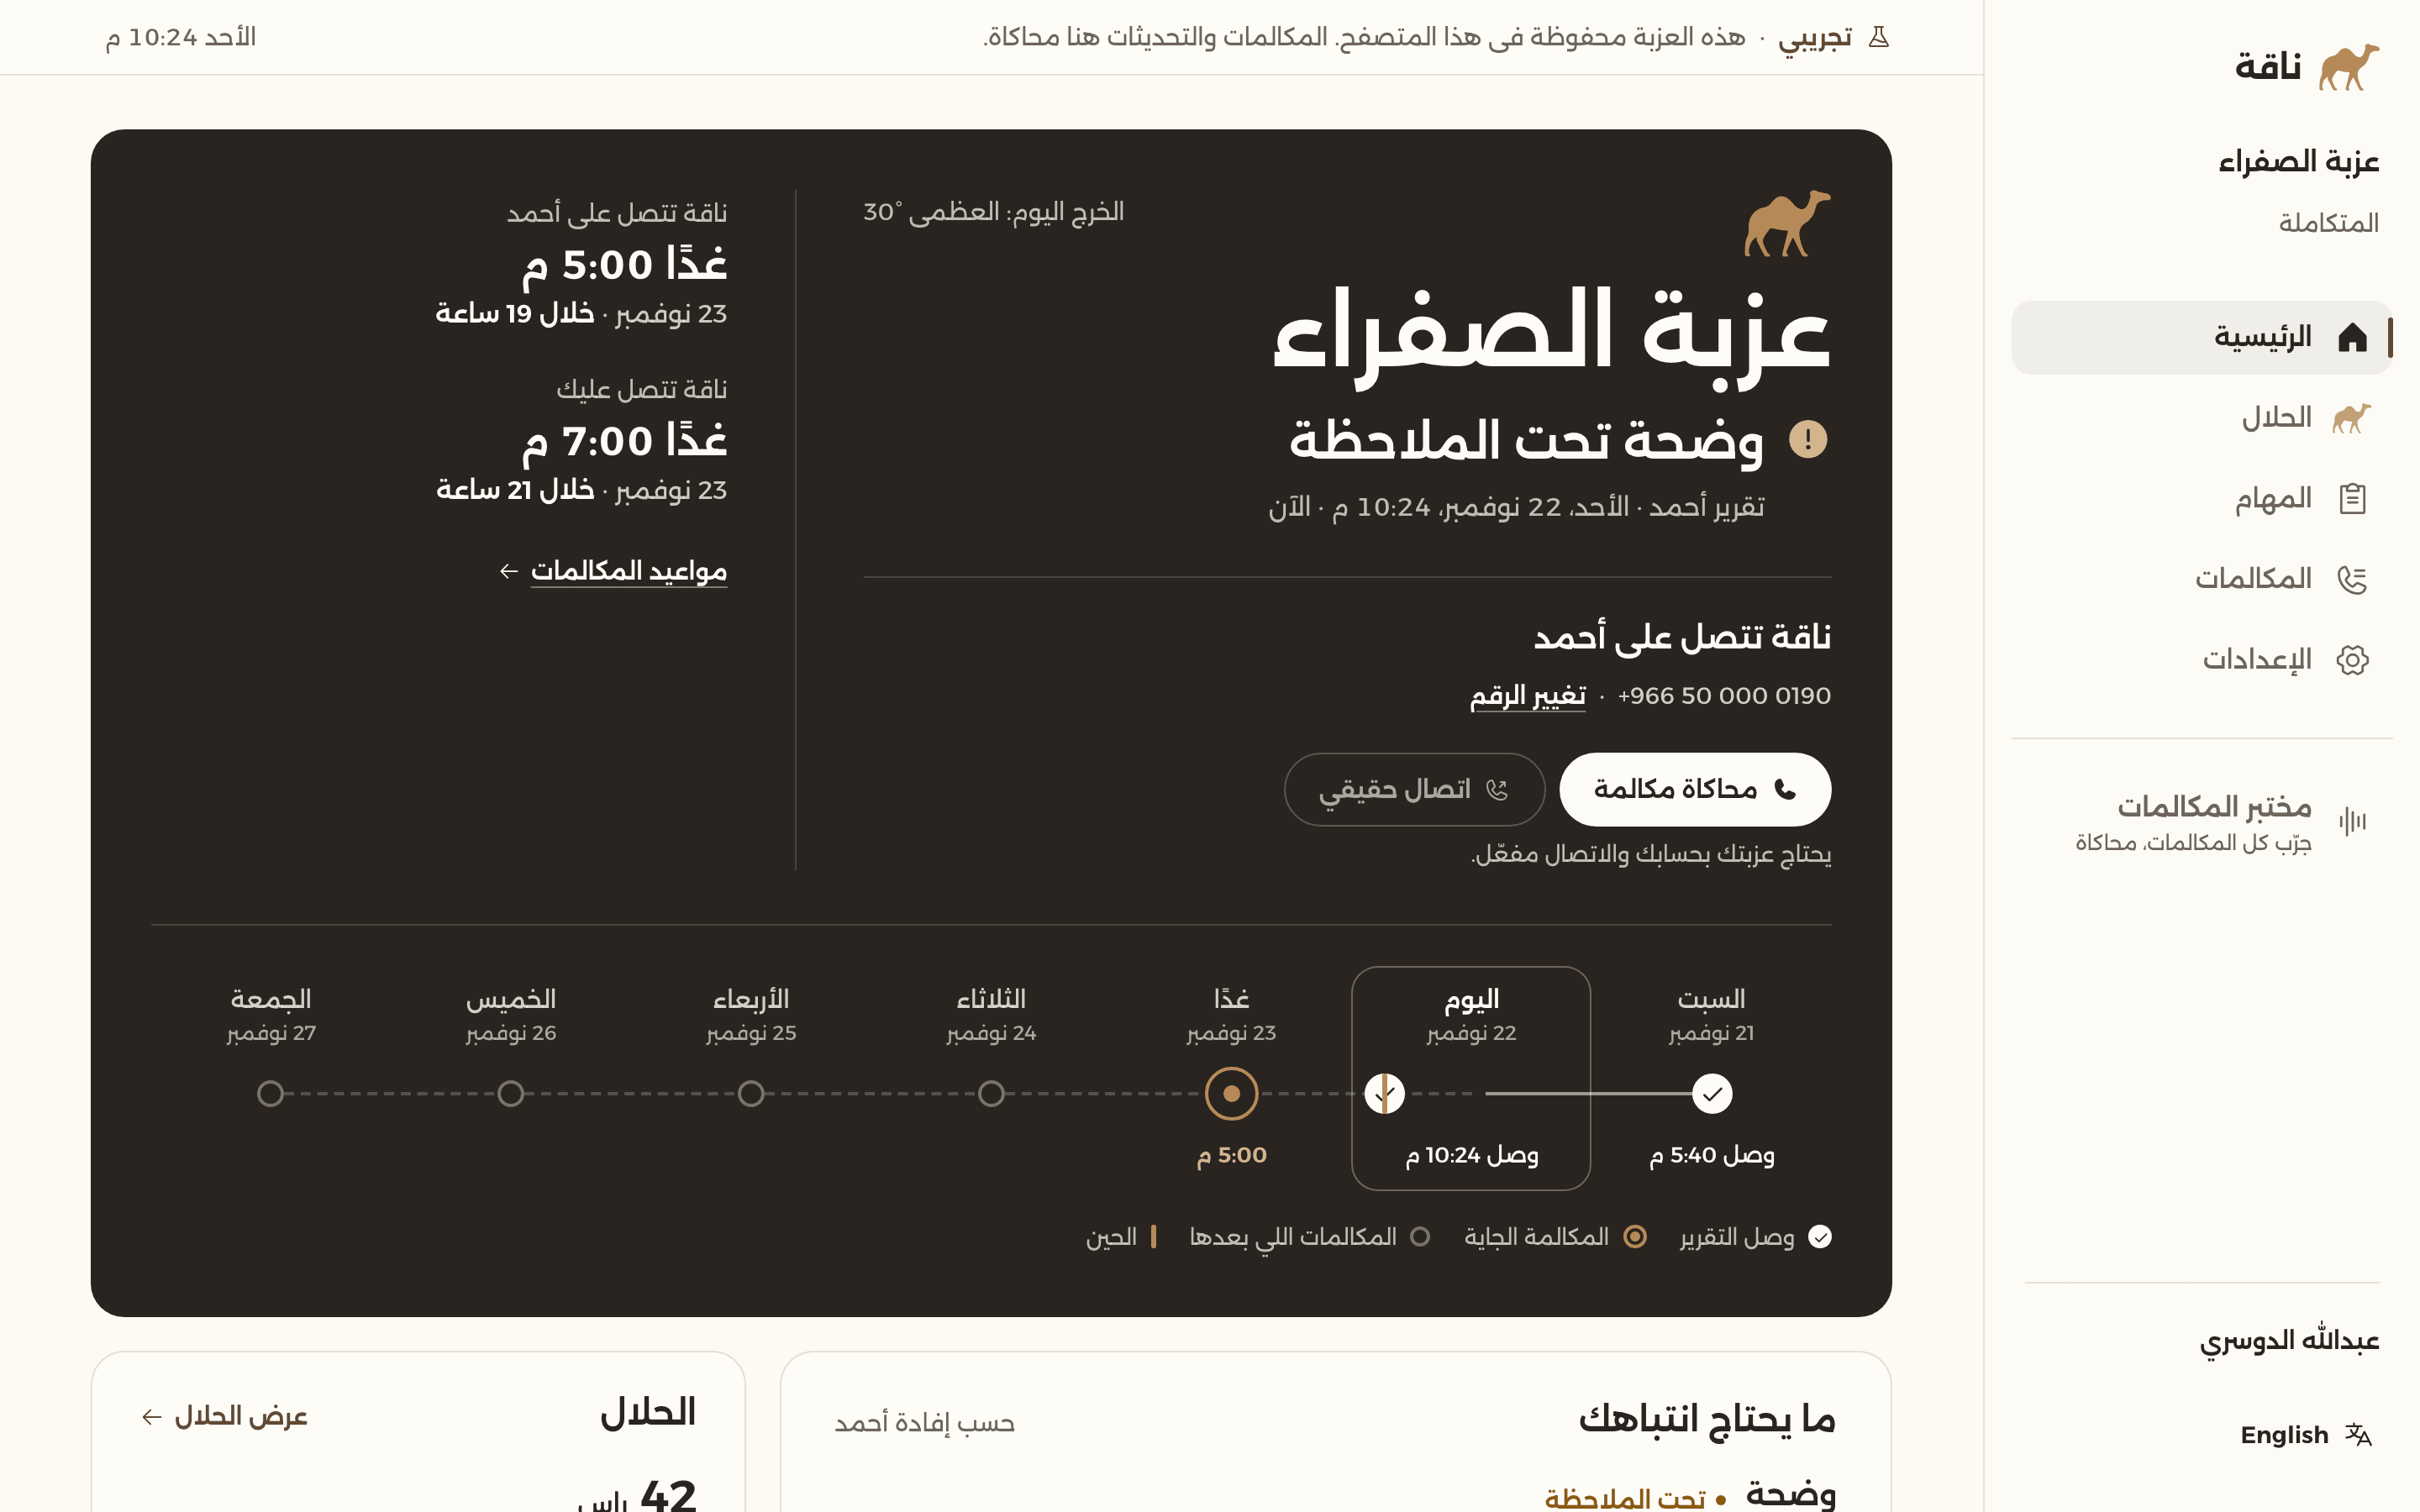 ناقة
عزبة الصفراء
المتكاملة
الرئيسية
الحلال
المهام
المكالمات
الإعدادات
مختبر المكالمات
جرّب كل المكالمات، محاكاة
عبدالله الدوسري
English
تجريبي · هذه العزبة محفوظة في هذا المتصفح. المكالمات والتحديثات هنا محاكاة.
الأحد 10:24 م
الخرج اليوم: العظمى 30°
عزبة الصفراء
وضحة تحت الملاحظة
تقرير أحمد · الأحد، 22 نوفمبر، 10:24 م · الآن
ناقة تتصل على أحمد
+966 50 000 0190 · تغيير الرقم
محاكاة مكالمة
اتصال حقيقي
يحتاج عزبتك بحسابك والاتصال مفعّل.
ناقة تتصل على أحمد
غدًا 5:00 م
23 نوفمبر · خلال 19 ساعة
ناقة تتصل عليك
غدًا 7:00 م
23 نوفمبر · خلال 21 ساعة
مواعيد المكالمات ←
السبت
21 نوفمبر
وصل 5:40 م
اليوم
22 نوفمبر
وصل 10:24 م
غدًا
23 نوفمبر
5:00 م
الثلاثاء
24 نوفمبر
الأربعاء
25 نوفمبر
الخميس
26 نوفمبر
الجمعة
27 نوفمبر
وصل التقرير
المكالمة الجاية
المكالمات اللي بعدها
الحين
ما يحتاج انتباهك
حسب إفادة أحمد
وضحة • تحت الملاحظة
الحلال
عرض الحلال ←
42 راس